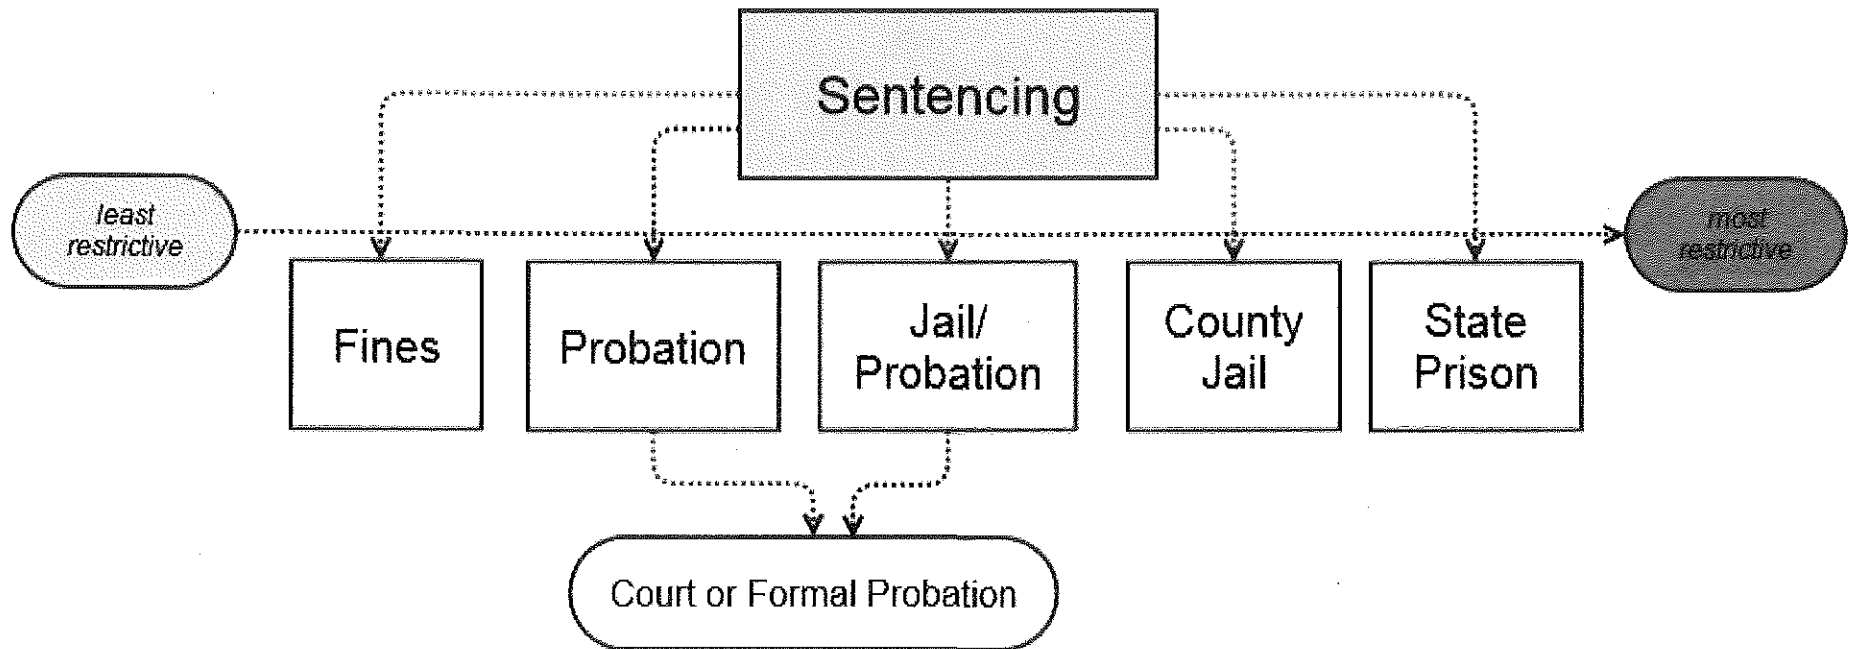 Sentencing
least
restrictive
most
restrictive
Fines
Probation
Jail/
Probation
County
Jail
State
Prison
Court or Formal Probation